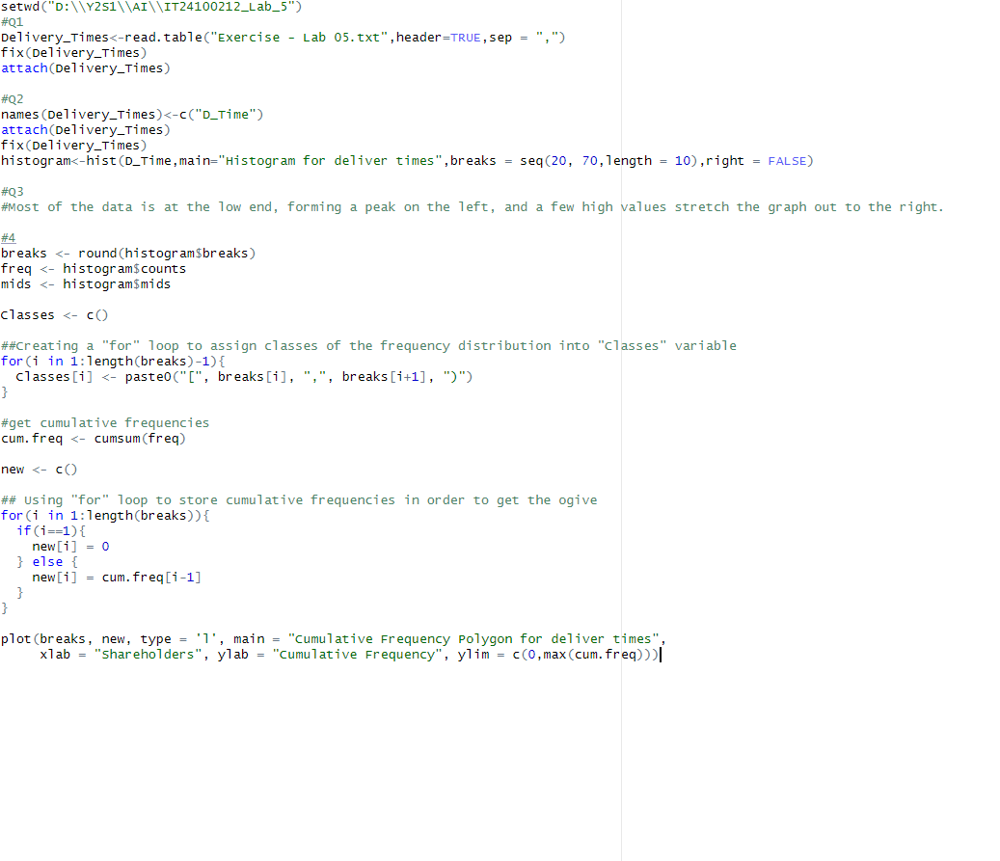 setwd("D:\\Y2S1\\AI\\IT24100212_Lab_5")
#Q1
Delivery_Times<-read.table("Exercise - Lab 05.txt",header=TRUE,sep = ",")
fix(Delivery_Times)
attach(Delivery_Times)
#Q2
names(Delivery_Times)<-c("D_Time")
attach(Delivery_Times)
fix(Delivery_Times)
histogram<-hist(D_Time,main="Histogram for deliver times",breaks = seq(20, 70,length = 10),right = FALSE)
#Q3
#Most of the data is at the low end, forming a peak on the left, and a few high values stretch the graph out to the right.
#4
breaks <- round(histogram$breaks)
freq <- histogram$counts
mids <- histogram$mids
Classes <- c()
##Creating a "for" loop to assign classes of the frequency distribution into "Classes" variable
for(i in 1:length(breaks)-1){
  Classes[i] <- paste0("[", breaks[i], ",", breaks[i+1], ")")
}
#get cumulative frequencies
cum.freq <- cumsum(freq)
new <- c()
## Using "for" loop to store cumulative frequencies in order to get the ogive
for(i in 1:length(breaks)){
  if(i==1){
    new[i] = 0
  } else {
    new[i] = cum.freq[i-1]
  }
}
plot(breaks, new, type = 'l', main = "Cumulative Frequency Polygon for deliver times",
     xlab = "Shareholders", ylab = "Cumulative Frequency", ylim = c(0,max(cum.freq)))